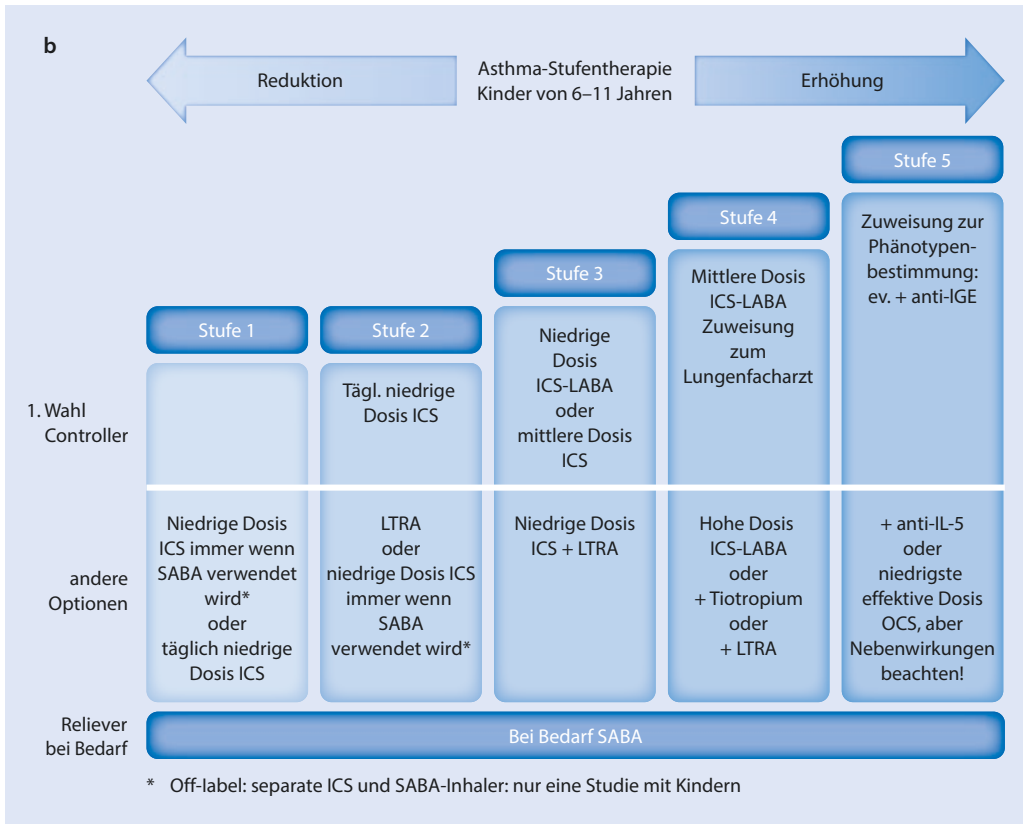 b
Reduktion
Asthma-Stufentherapie
Kinder von 6–11 Jahren
Erhöhung
Stufe 1
Stufe 2
Stufe 3
Stufe 4
Stufe 5
1. Wahl
Controller
Tägl. niedrige
Dosis ICS
Niedrige
Dosis
ICS-LABA
oder
mittlere Dosis
ICS
Mittlere Dosis
ICS-LABA
Zuweisung
zum
Lungenfacharzt
Zuweisung zur
Phänotypen-
bestimmung:
ev. + anti-IGE
andere
Optionen
Niedrige Dosis
ICS immer wenn
SABA verwendet
wird*
oder
täglich niedrige
Dosis ICS
LTRA
oder
niedrige Dosis ICS
immer wenn
SABA
verwendet wird*
Niedrige Dosis
ICS + LTRA
Hohe Dosis
ICS-LABA
oder
+ Tiotropium
oder
+ LTRA
+ anti-IL-5
oder
niedrigste
effektive Dosis
OCS, aber
Nebenwirkungen
beachten!
Reliever
bei Bedarf
Bei Bedarf SABA
* Off-label: separate ICS und SABA-Inhaler: nur eine Studie mit Kindern